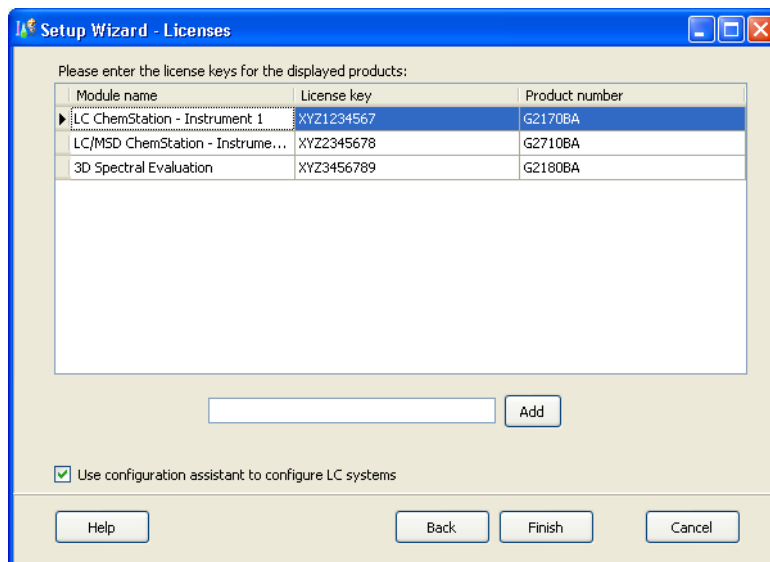 Setup Wizard - Licenses
Please enter the license keys for the displayed products:
Module name License key Product number
LC ChemStation - Instrument 1 XYZ1234567 G2170BA
LC/MSD ChemStation - Instrume... XYZ2345678 G2710BA
3D Spectral Evaluation XYZ3456789 G2180BA
Add
Use configuration assistant to configure LC systems
Help Back Finish Cancel